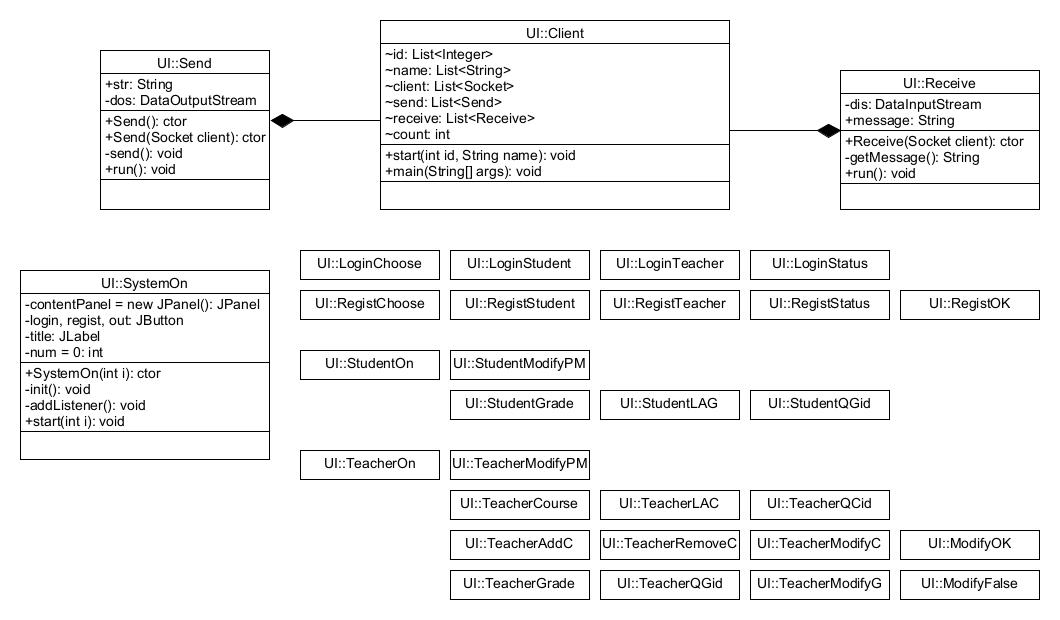 UI::Send
+str: String
-dos: DataOutputStream
+Send(): ctor
+Send(Socket client): ctor
-send(): void
+run(): void
UI::Client
~id: List<Integer>
~name: List<String>
~client: List<Socket>
~send: List<Send>
~receive: List<Receive>
~count: int
+start(int id, String name): void
+main(String[] args): void
UI::Receive
-dis: DataInputStream
+message: String
+Receive(Socket client): ctor
-getMessage(): String
+run(): void
UI::SystemOn
-contentPanel = new JPanel(): JPanel
-login, regist, out: JButton
-title: JLabel
-num = 0: int
+SystemOn(int i): ctor
-init(): void
-addListener(): void
+start(int i): void
UI::LoginChoose
UI::LoginStudent
UI::LoginTeacher
UI::LoginStatus
UI::RegistChoose
UI::RegistStudent
UI::RegistTeacher
UI::RegistStatus
UI::RegistOK
UI::StudentOn
UI::StudentModifyPM
UI::StudentGrade
UI::StudentLAG
UI::StudentQGid
UI::TeacherOn
UI::TeacherModifyPM
UI::TeacherCourse
UI::TeacherLAC
UI::TeacherQCid
UI::TeacherAddC
UI::TeacherRemoveC
UI::TeacherModifyC
UI::ModifyOK
UI::TeacherGrade
UI::TeacherQGid
UI::TeacherModifyG
UI::ModifyFalse